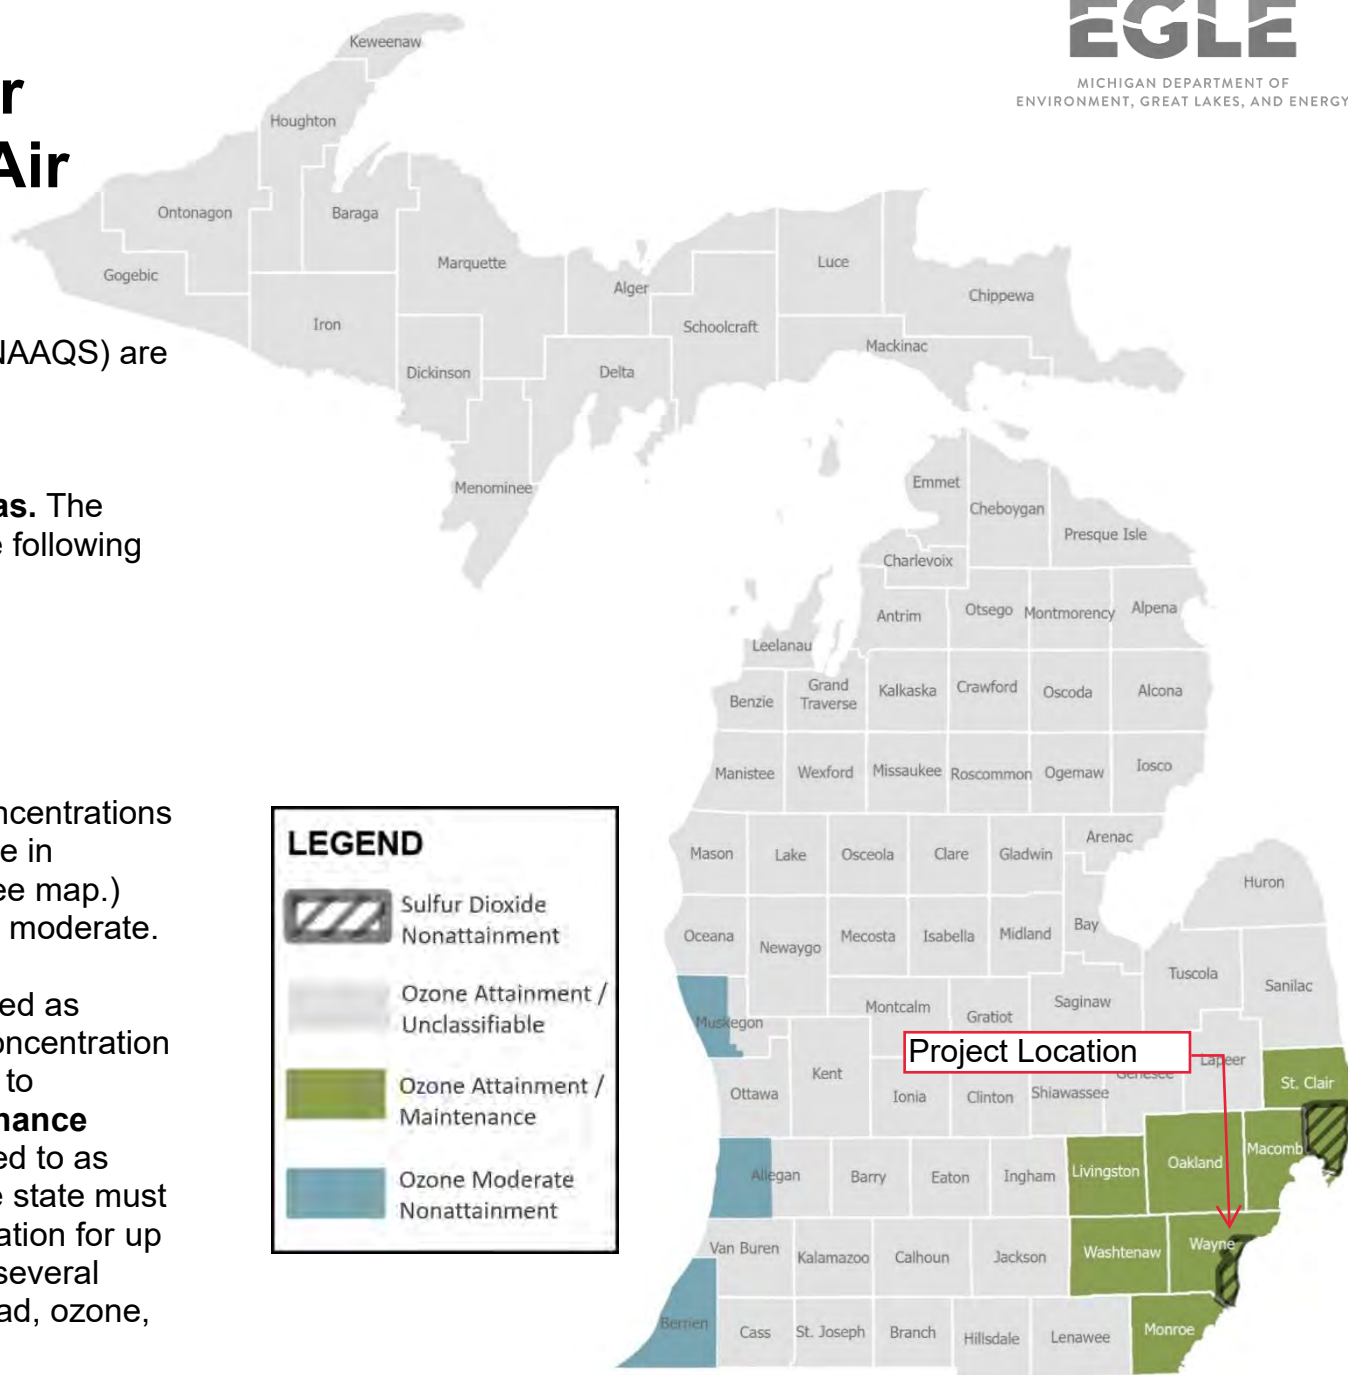 EGLE
MICHIGAN DEPARTMENT OF
ENVIRONMENT, GREAT LAKES, AND ENERGY
r
Air
NAAQS) are
as. The
e following
ncentrations
e in
ee map.)
moderate.
ed as
oncentration
to
nance
ed to as
e state must
ation for up
several
ad, ozone,
LEGEND
Sulfur Dioxide
Nonattainment
Ozone Attainment /
Unclassifiable
Ozone Attainment /
Maintenance
Ozone Moderate
Nonattainment
Keweenaw
Houghton
Ontonagon
Baraga
Gogebic
Marquette
Iron
Alger
Luce
Chippewa
Schoolcraft
Mackinac
Dickinson
Delta
Menominee
Emmet
Cheboygan
Presque Isle
Charlevoix
Antrim
Otsego
Montmorency
Alpena
Leelanau
Benzie
Grand
Traverse
Kalkaska
Crawford
Oscoda
Alcona
Manistee
Wexford
Missaukee
Roscommon
Ogemaw
Iosco
Mason
Lake
Osceola
Clare
Gladwin
Arenac
Huron
Oceana
Newaygo
Mecosta
Isabella
Midland
Bay
Tuscola
Sanilac
Muskegon
Montcalm
Gratiot
Saginaw
Project Location
Ottawa
Kent
Ionia
Clinton
Shiawassee
Genesee
Lapeer
St. Clair
Allegan
Barry
Eaton
Ingham
Livingston
Oakland
Macomb
Van Buren
Kalamazoo
Calhoun
Jackson
Washtenaw
Wayne
Berrien
Cass
St. Joseph
Branch
Hillsdale
Lenawee
Monroe